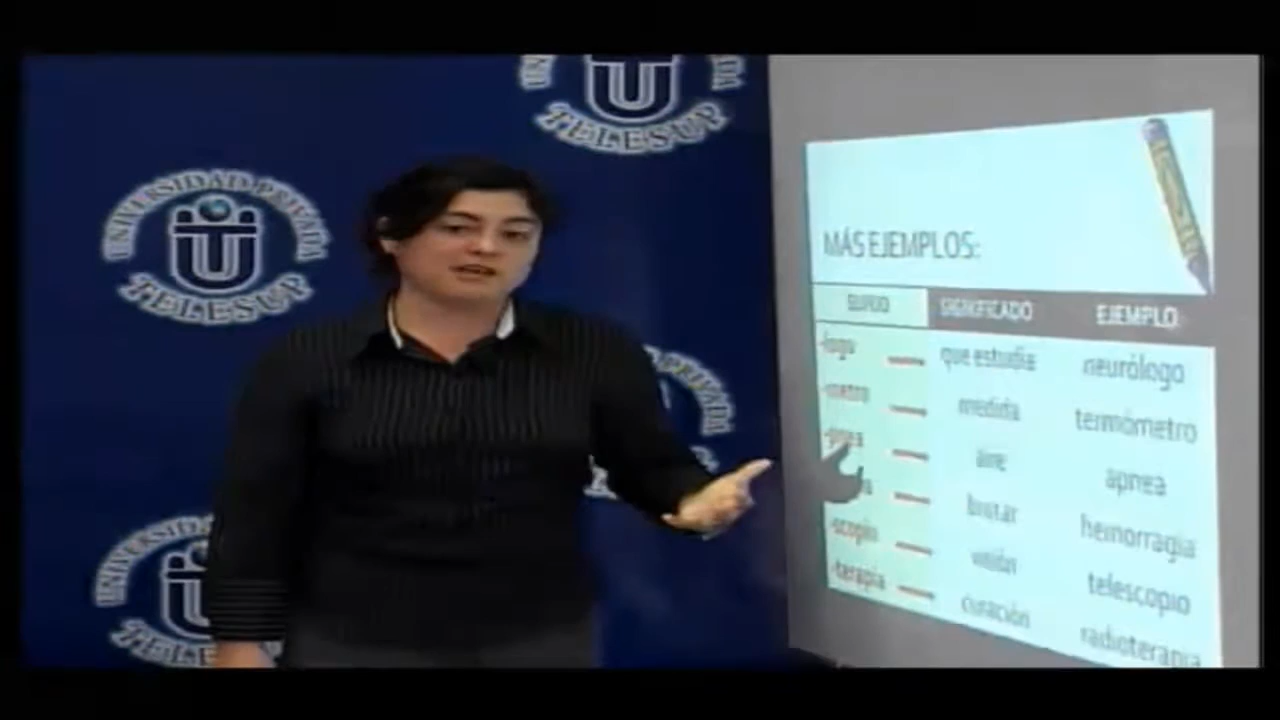 UNIVERSIDAD PRIVADA
TELESUP
TELESUP
MÁS EJEMPLOS:
SUFIJO SIGNIFICADO EJEMPLO
-logo que estudia neurólogo
-metro medida termómetro
-pnea aire apnea
brotar hemorragia
-scopio visión telescopio
-terapia curación radioterapia